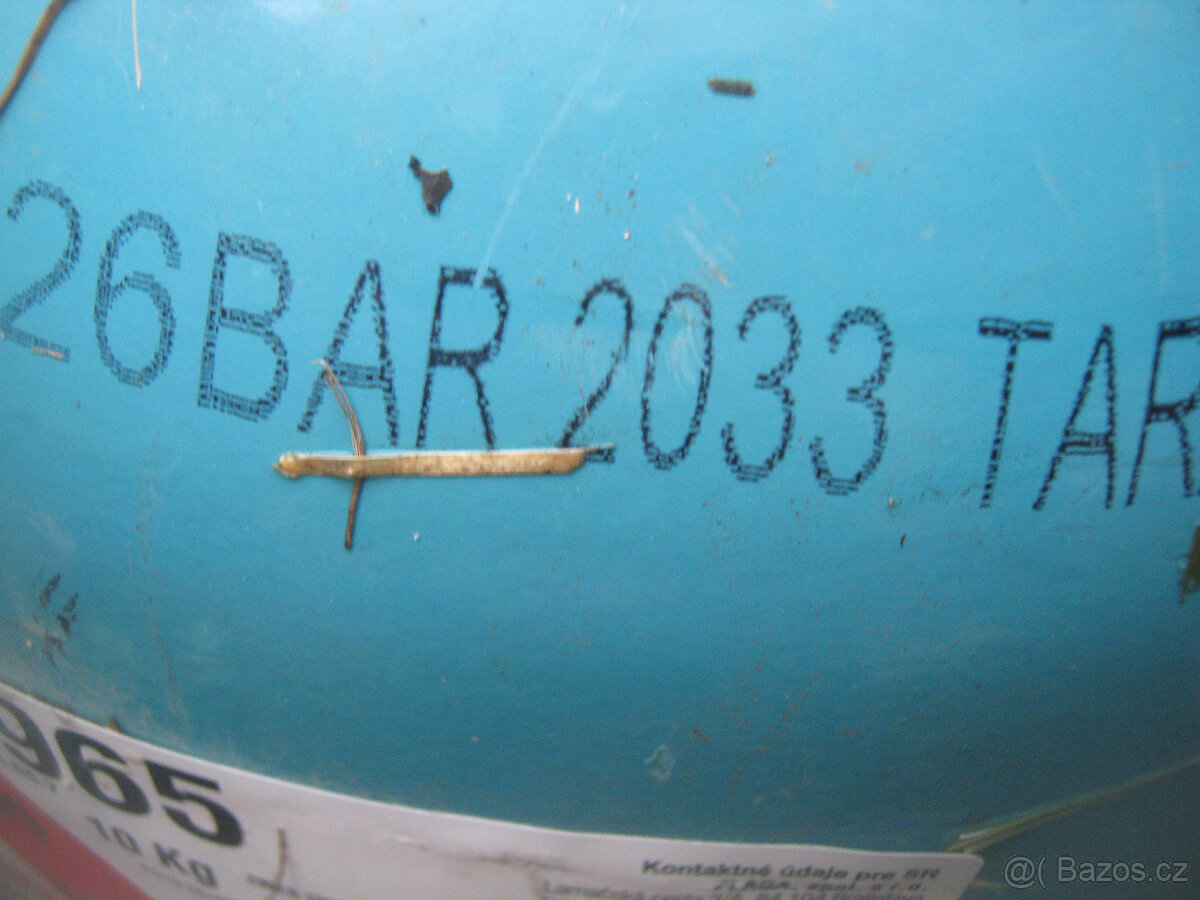 26BAR 2033 TAR
965
10 Kg
Kontaktné údaje pre SR
@( Bazos.cz